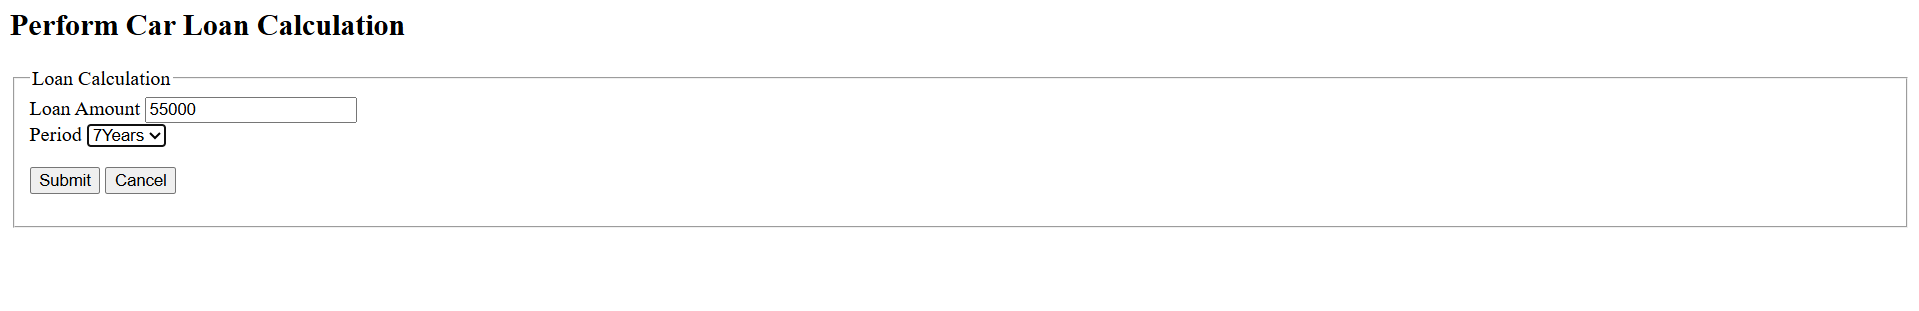 Perform Car Loan Calculation
Loan Calculation
Loan Amount 55000
Period 7Years
Submit Cancel